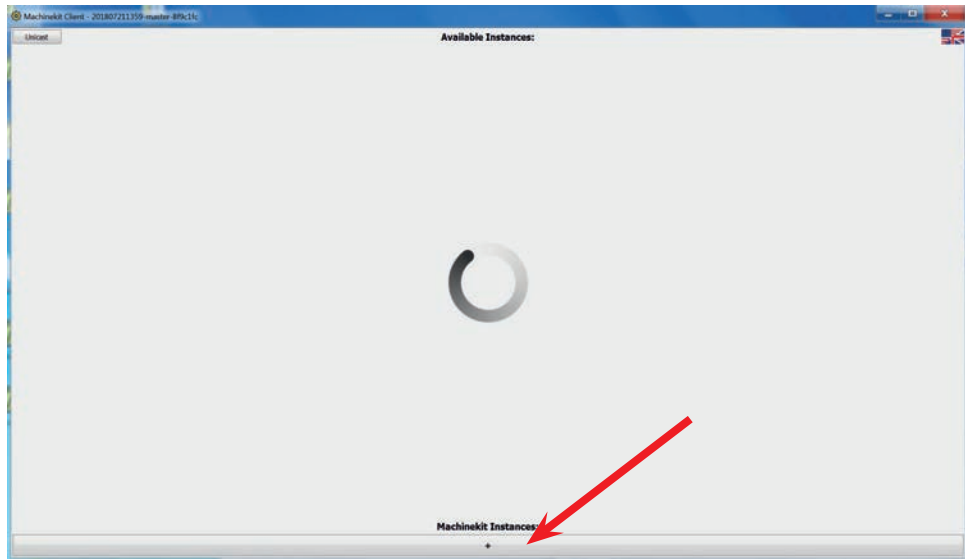 Machinekit Client - 201807211359-master-8f9c1fc
Unicast
Available Instances:
Machinekit Instances:
+